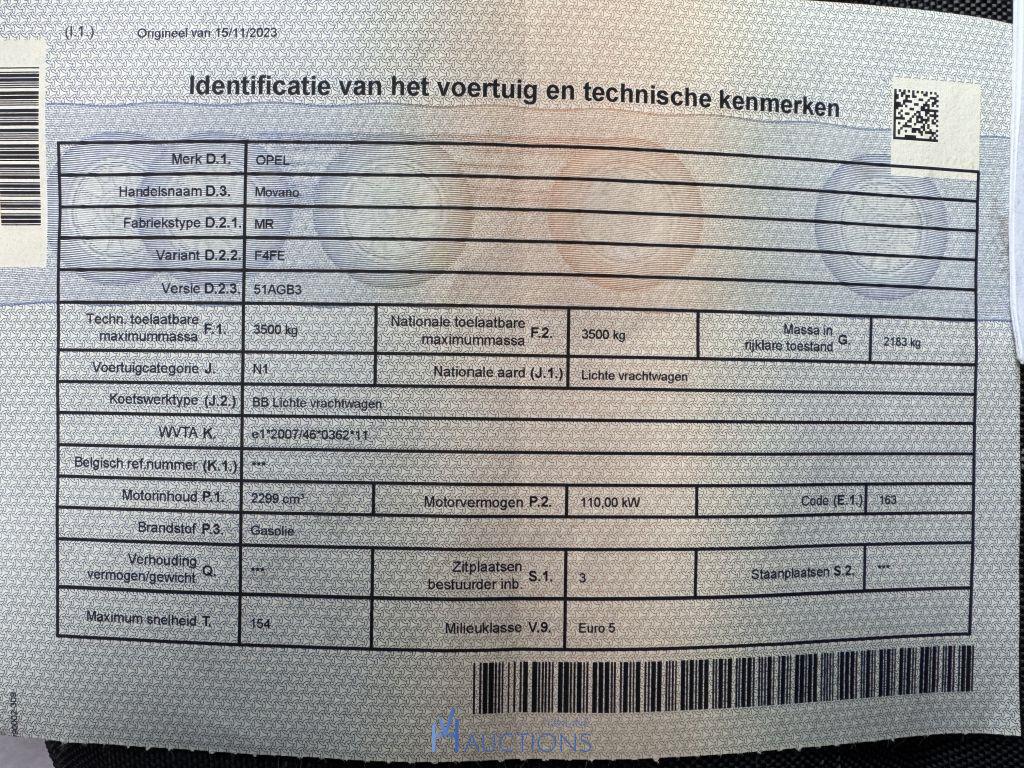 (I.1.) Origineel van 15/11/2023
Identificatie van het voertuig en technische kenmerken
Merk D.1. OPEL
Handelsnaam D.3. Movano
Fabriekstype D.2.1. MR
Variant D.2.2. F4FE
Versie D.2.3. 51AGB3
Techn. toelaatbare maximummassa F.1. 3500 kg Nationale toelaatbare maximummassa F.2. 3500 kg Massa in rijklare toestand G. 2183 kg
Voertuigcategorie J. N1 Nationale aard (J.1.) Lichte vrachtwagen
Koetswerktype (J.2.) BB Lichte vrachtwagen
WVTA K. e1*2007/46*0362*11
Belgisch ref.nummer (K.1.) ***
Motorinhoud P.1. 2299 cm³ Motorvermogen P.2. 110,00 kW Code (E.1.) 163
Brandstof P.3. Gasolie
Verhouding vermogen/gewicht Q. *** Zitplaatsen bestuurder inb. S.1. 3 Staanplaatsen S.2. ***
Maximum snelheid T. 154 Milieuklasse V.9. Euro 5
ONLINE
AUCTIONS